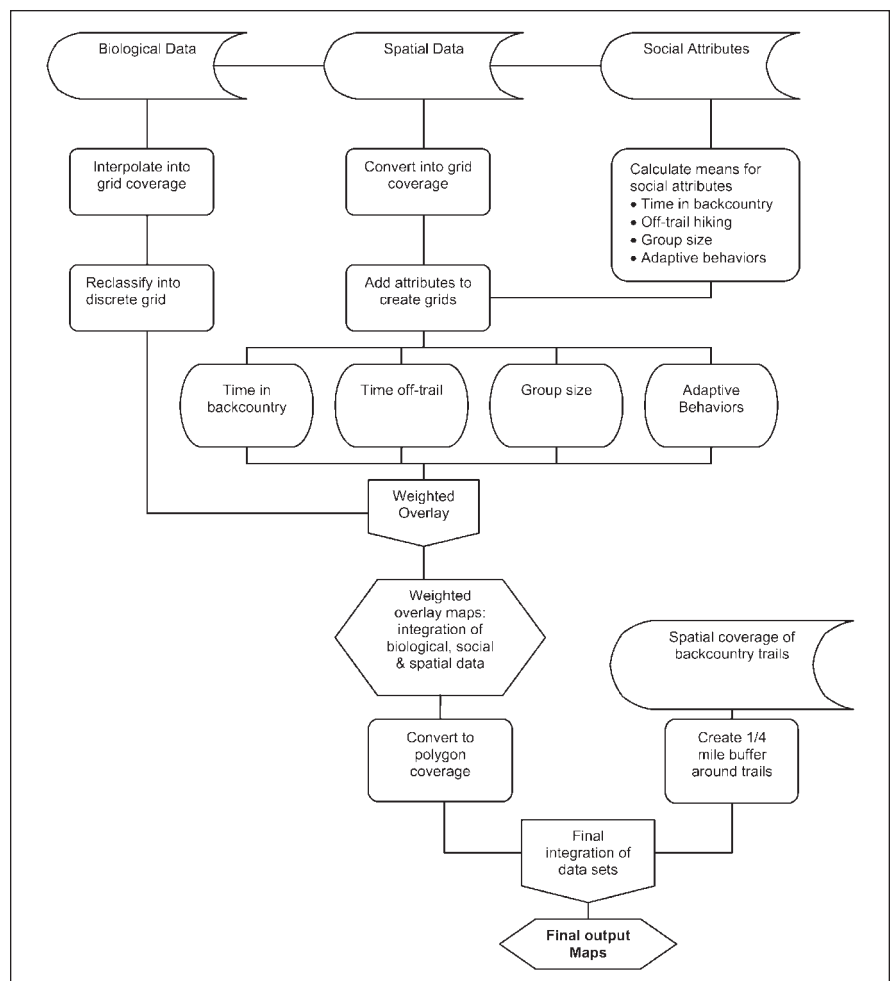 Biological Data
Spatial Data
Social Attributes
Interpolate into
grid coverage
Convert into grid
coverage
Calculate means for
social attributes
• Time in backcountry
• Off-trail hiking
• Group size
• Adaptive behaviors
Reclassify into
discrete grid
Add attributes to
create grids
Time in
backcountry
Time off-trail
Group size
Adaptive
Behaviors
Weighted
Overlay
Weighted
overlay maps:
integration of
biological, social
& spatial data
Spatial coverage of
backcountry trails
Convert to
polygon
coverage
Create 1/4
mile buffer
around trails
Final
integration of
data sets
Final output
Maps